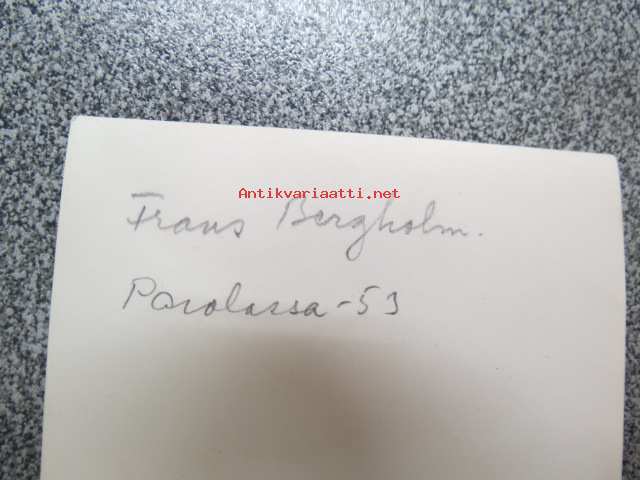 Antikvariaatti.net
Frans Bergholm.
Parolassa -53